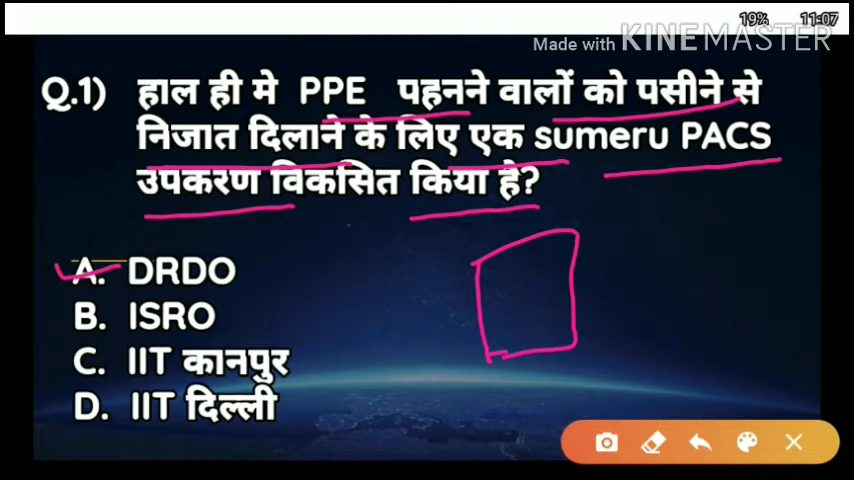 19% 11:07
Made with KINEMASTER
Q.1) हाल ही मे PPE पहनने वालों को पसीने से
निजात दिलाने के लिए एक sumeru PACS
उपकरण विकसित किया हे?
A. DRDO
B. ISRO
C. IIT कानपुर
D. IIT दिल्ली